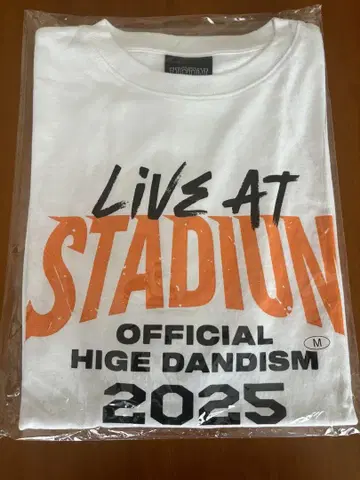 LiVE AT
STADIUM
OFFICIAL
HIGE DANDISM
M
2025